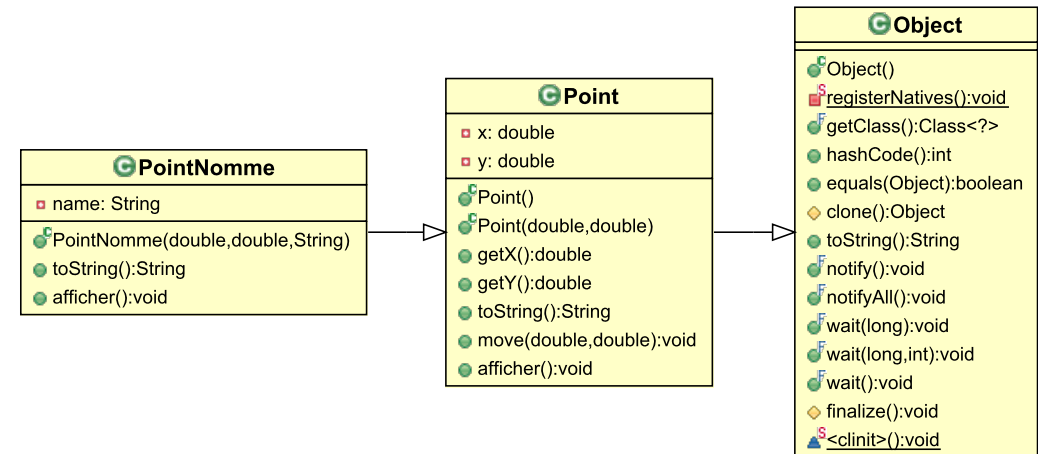 PointNomme
name: String
PointNomme(double,double,String)
toString():String
afficher():void
Point
x: double
y: double
Point()
Point(double,double)
getX():double
getY():double
toString():String
move(double,double):void
afficher():void
Object
Object()
registerNatives():void
getClass():Class<?>
hashCode():int
equals(Object):boolean
clone():Object
toString():String
notify():void
notifyAll():void
wait(long):void
wait(long,int):void
wait():void
finalize():void
<clinit>():void